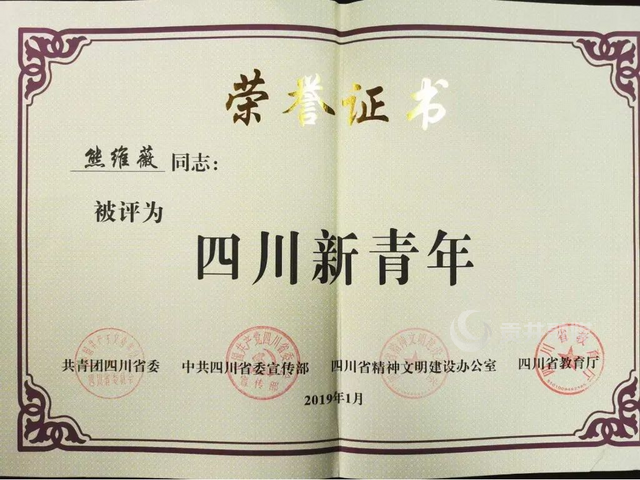 荣誉证书
熊维薇同志：
被评为
四川新青年
共青团四川省委 中共四川省委宣传部 四川省精神文明建设办公室 四川省教育厅
2019年1月